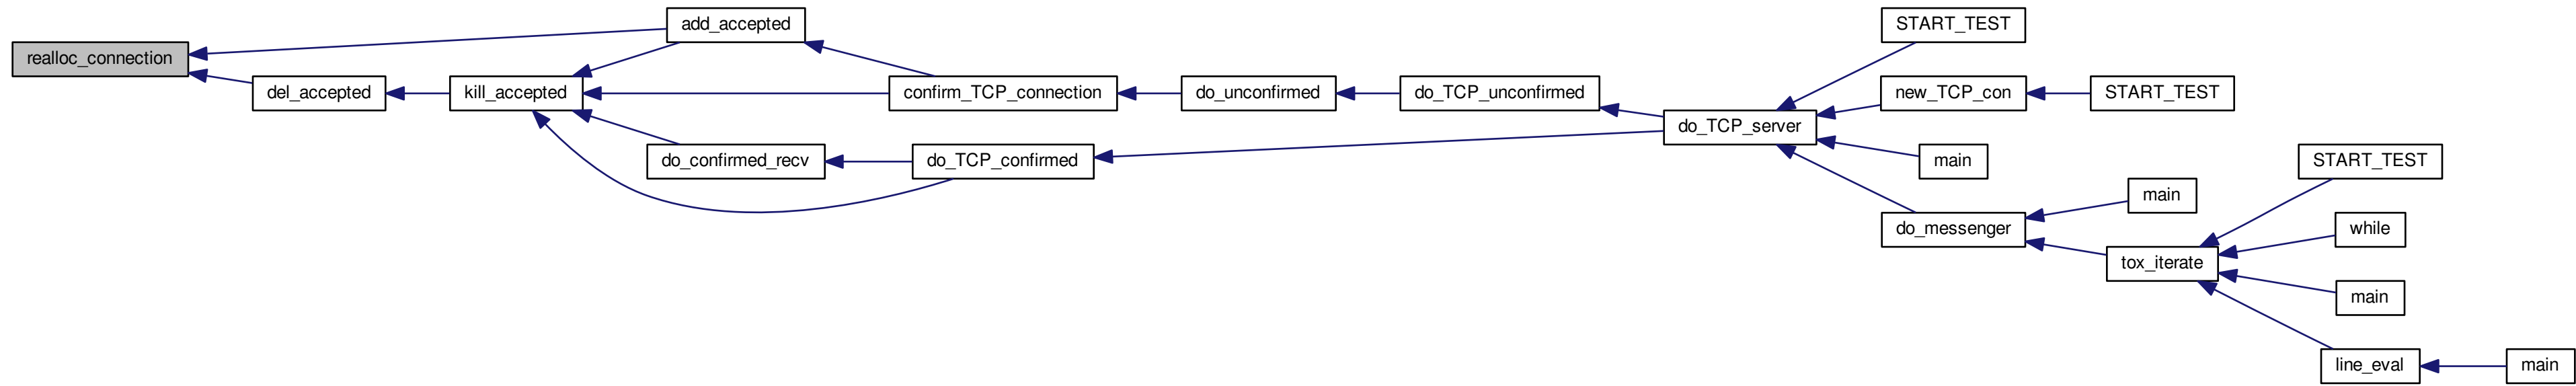 realloc_connection
add_accepted
del_accepted
kill_accepted
confirm_TCP_connection
do_confirmed_recv
do_TCP_confirmed
do_unconfirmed
do_TCP_unconfirmed
do_TCP_server
START_TEST
new_TCP_con
START_TEST
main
do_messenger
main
tox_iterate
START_TEST
while
main
line_eval
main